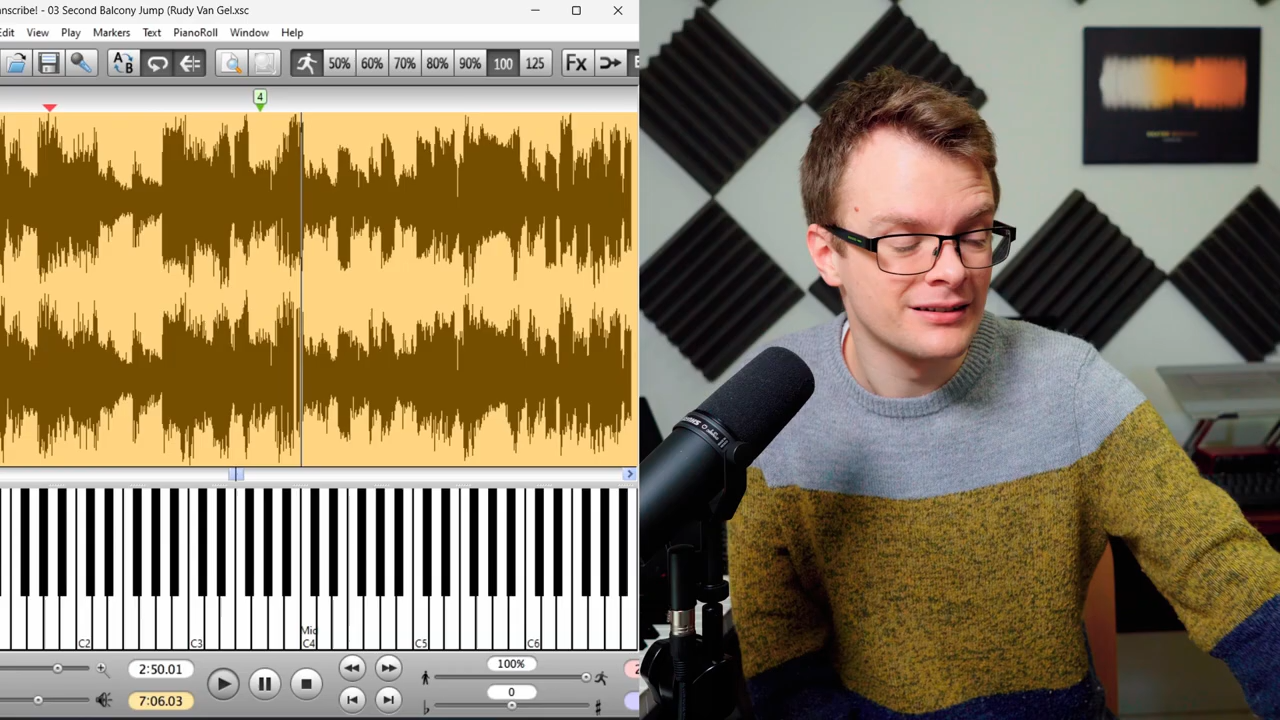 nscribe! - 03 Second Balcony Jump (Rudy Van Gel.xsc
Edit View Play Markers Text PianoRoll Window Help
A B 50% 60% 70% 80% 90% 100 125 Fx
4
Mid
C2 C3 C4 C5 C6
2:50.01 100%
7:06.03 0